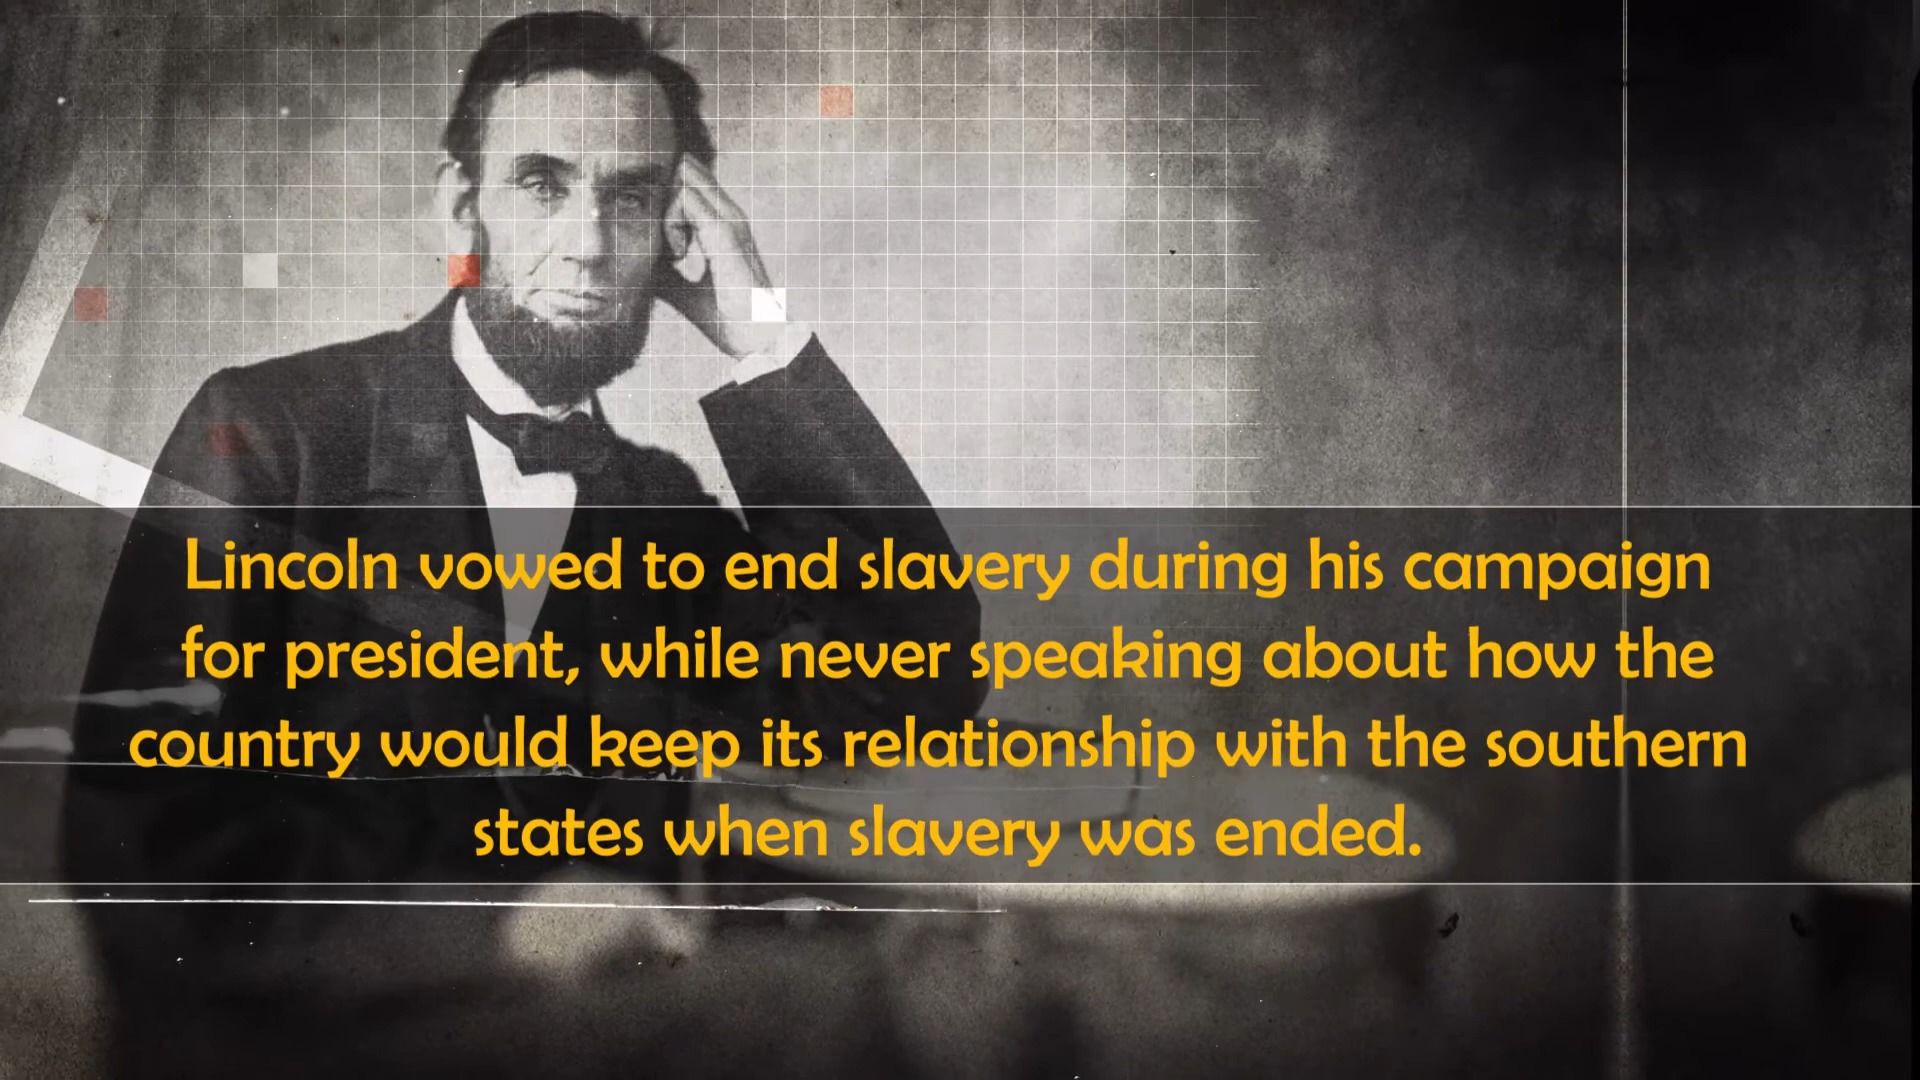 Lincoln vowed to end slavery during his campaign
for president, while never speaking about how the
country would keep its relationship with the southern
states when slavery was ended.